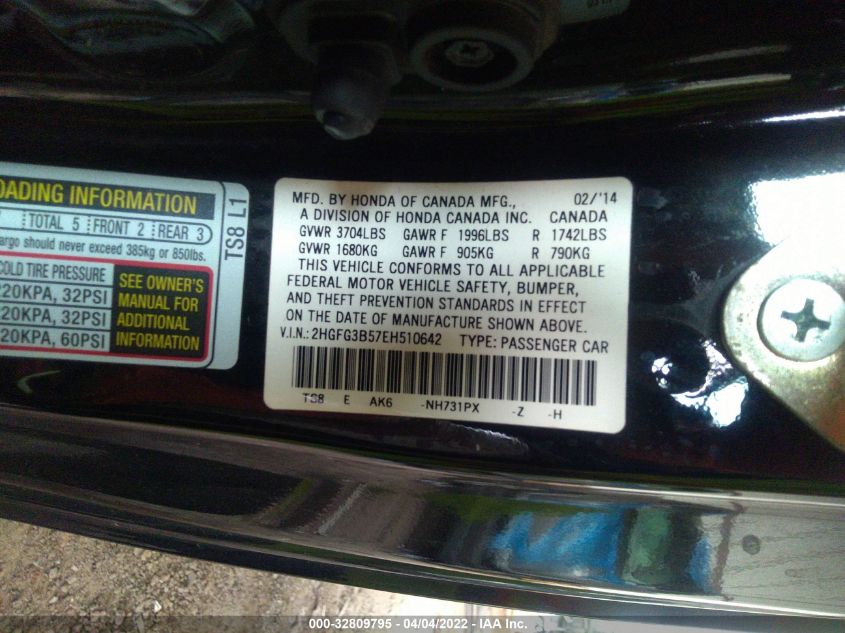 OADING INFORMATION
TOTAL 5 FRONT 2 REAR 3
argo should never exceed 385kg or 850lbs.
COLD TIRE PRESSURE
220KPA, 32PSI
220KPA, 32PSI
220KPA, 60PSI
SEE OWNER'S
MANUAL FOR
ADDITIONAL
INFORMATION
TS8 L1
MFD. BY HONDA OF CANADA MFG., 02/'14
A DIVISION OF HONDA CANADA INC. CANADA
GVWR 3704LBS GAWR F 1996LBS R 1742LBS
GVWR 1680KG GAWR F 905KG R 790KG
THIS VEHICLE CONFORMS TO ALL APPLICABLE
FEDERAL MOTOR VEHICLE SAFETY, BUMPER,
AND THEFT PREVENTION STANDARDS IN EFFECT
ON THE DATE OF MANUFACTURE SHOWN ABOVE.
V.I.N.: 2HGFG3B57EH510642 TYPE: PASSENGER CAR
TS8 E AK6 -NH731PX -Z -H
000-32809795 - 04/04/2022 - IAA Inc.